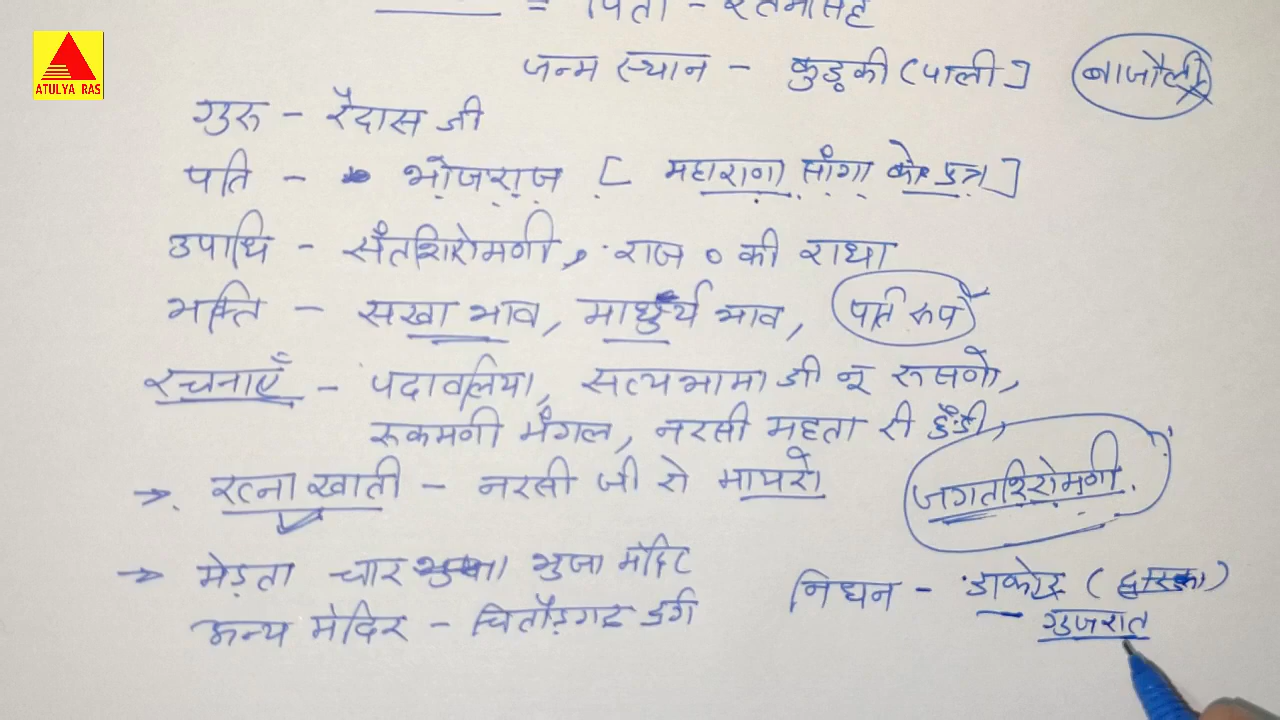 = पिता - रतनसिंह
ATULYA RAS
जन्म स्थान - कुड़की (पाली] बाजौली
गुरु - रैदास जी
पति - भोजराज [ महाराणा सांगा के पुत्र ]
उपाधि - संतशिरोमणी, राज० की राधा
भक्ति - सखा भाव, माधुर्य भाव, पति रूप में
रचनाएँ - पदावलिया, सत्यभामा जी नू रूसणो,
रूकमणी मंगल, नरसी महता री हुँडी,
→ रत्ना खाती - नरसी जी रो मायरो जगतशिरोमणी.
→ मेड़ता चार भुजा मंदिर
अन्य मंदिर - चितौड़गढ दुर्ग
निधन - डाकोर (द्वारका)
गुजरात